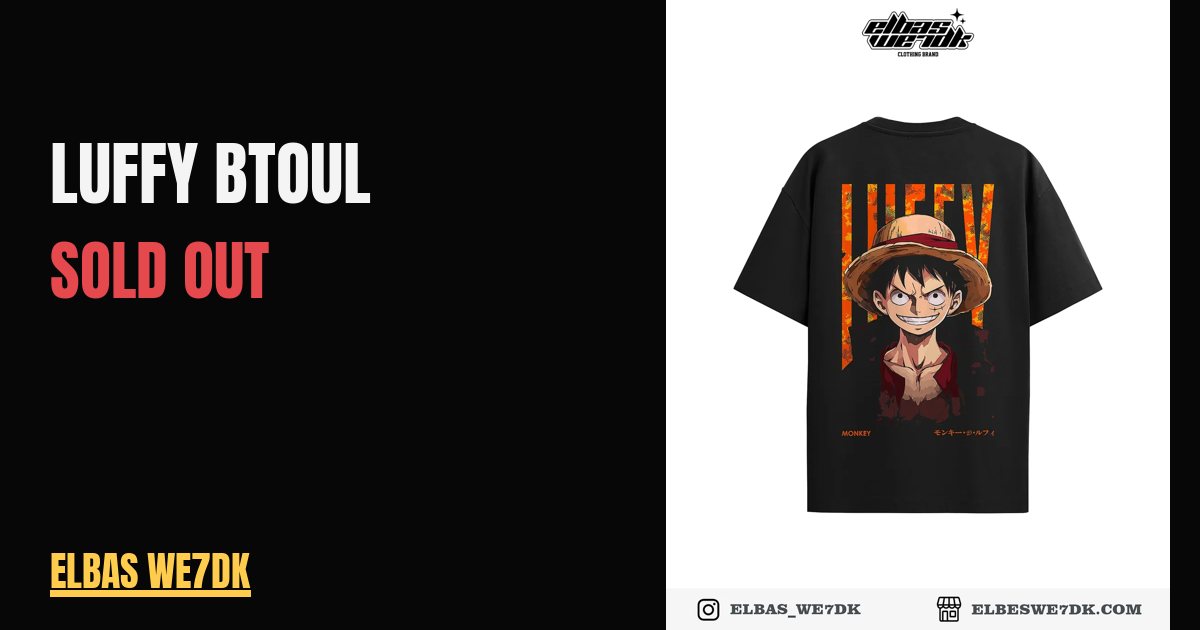 LUFFY BTOUL
SOLD OUT
ELBAS WE7DK
elbas
we7dk
CLOTHING BRAND
LUFFY
MONKEY
モンキー・D・ルフィ
ELBAS_WE7DK
ELBESWE7DK.COM